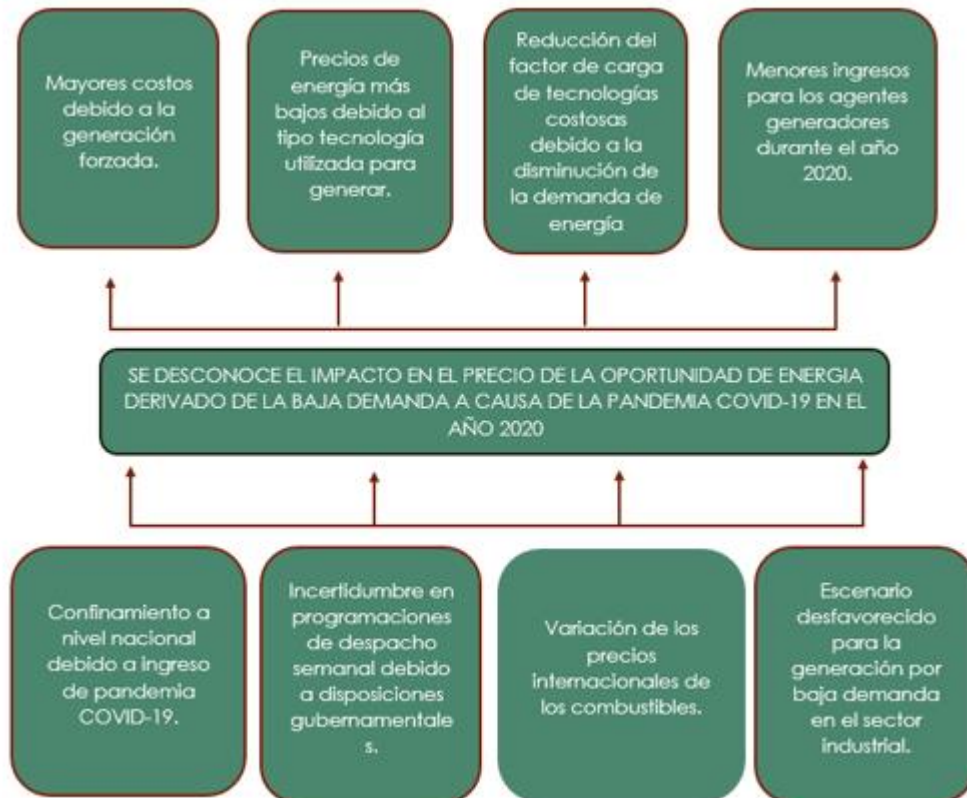 Mayores costos
debido a la
generación
forzada.
Precios de
energía más
bajos debido al
tipo tecnología
utilizada para
generar.
Reducción del
factor de carga
de tecnologías
costosas
debido a la
disminución de
la demanda de
energía
Menores ingresos
para los agentes
generadores
durante el año
2020.
SE DESCONOCE EL IMPACTO EN EL PRECIO DE LA OPORTUNIDAD DE ENERGIA
DERIVADO DE LA BAJA DEMANDA A CAUSA DE LA PANDEMIA COVID-19 EN EL
AÑO 2020
Confinamiento a
nivel nacional
debido a ingreso
de pandemia
COVID-19.
Incertidumbre en
programaciones
de despacho
semanal debido
a disposiciones
gubernamentale
s.
Variación de los
precios
internacionales de
los combustibles.
Escenario
desfavorecido
para la
generación por
baja demanda
en el sector
industrial.